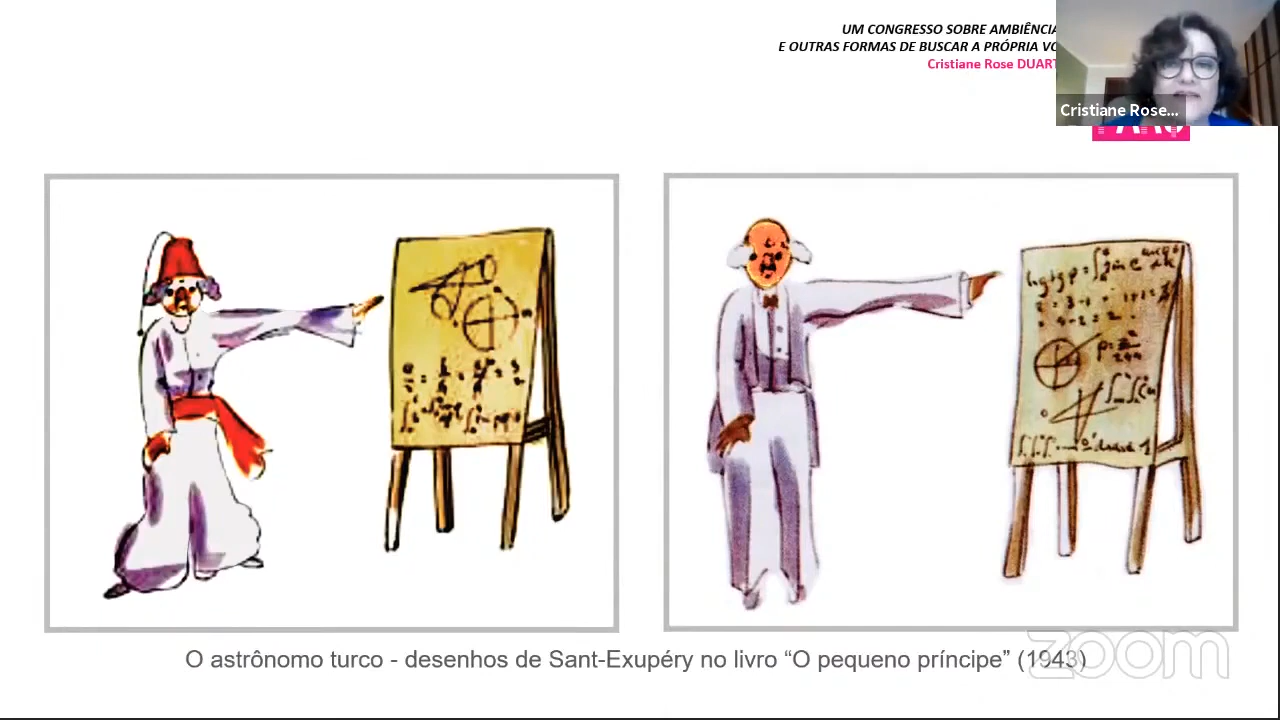 UM CONGRESSO SOBRE AMBIÊNCIA
E OUTRAS FORMAS DE BUSCAR A PRÓPRIA
Cristiane Rose DUART
Cristiane Rose...
O astrônomo turco - desenhos de Sant-Exupéry no livro “O pequeno príncipe” (1943)
zoom